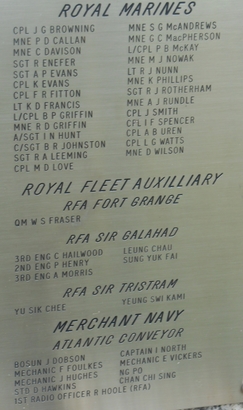 ROYAL MARINES
CPL J G BROWNING
MNE P D CALLAN
MNE C DAVISON
SGT R ENEFER
SGT A P EVANS
CPL K EVANS
CPL F R FITTON
LT K D FRANCIS
L/CPL B P GRIFFIN
MNE R D GRIFFIN
A/SGT I N HUNT
C/SGT B R JOHNSTON
SGT R A LEEMING
CPL M D LOVE
MNE S G McANDREWS
MNE G C MacPHERSON
L/CPL P B McKAY
MNE M J NOWAK
LT R J NUNN
MNE K PHILLIPS
SGT R J ROTHERHAM
MNE A J RUNDLE
CPL J SMITH
CPL I F SPENCER
CPL A B UREN
CPL L G WATTS
MNE D WILSON
ROYAL FLEET AUXILLIARY
RFA FORT GRANGE
QM W S FRASER
RFA SIR GALAHAD
3RD ENG C HAILWOOD
2ND ENG P HENRY
3RD ENG A MORRIS
LEUNG CHAU
SUNG YUK FAI
RFA SIR TRISTRAM
YU SIK CHEE
YEUNG SWI KAMI
MERCHANT NAVY
ATLANTIC CONVEYOR
BOSUN J DOBSON
MECHANIC F FOULKES
MECHANIC J HUGHES
STD D HAWKINS
1ST RADIO OFFICER R HOOLE (RFA)
CAPTAIN I NORTH
MECHANIC E VICKERS
NG PO
CHAN CHI SING